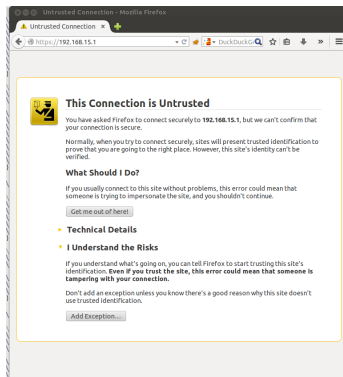 Untrusted Connection - Mozilla Firefox
Untrusted Connection
https://192.168.15.1
DuckDuckG
This Connection is Untrusted
You have asked Firefox to connect securely to 192.168.15.1, but we can't confirm that
your connection is secure.
Normally, when you try to connect securely, sites will present trusted identification to
prove that you are going to the right place. However, this site's identity can't be
verified.
What Should I Do?
If you usually connect to this site without problems, this error could mean that
someone is trying to impersonate the site, and you shouldn't continue.
Get me out of here!
Technical Details
I Understand the Risks
If you understand what's going on, you can tell Firefox to start trusting this site's
identification. Even if you trust the site, this error could mean that someone is
tampering with your connection.
Don't add an exception unless you know there's a good reason why this site doesn't
use trusted identification.
Add Exception...